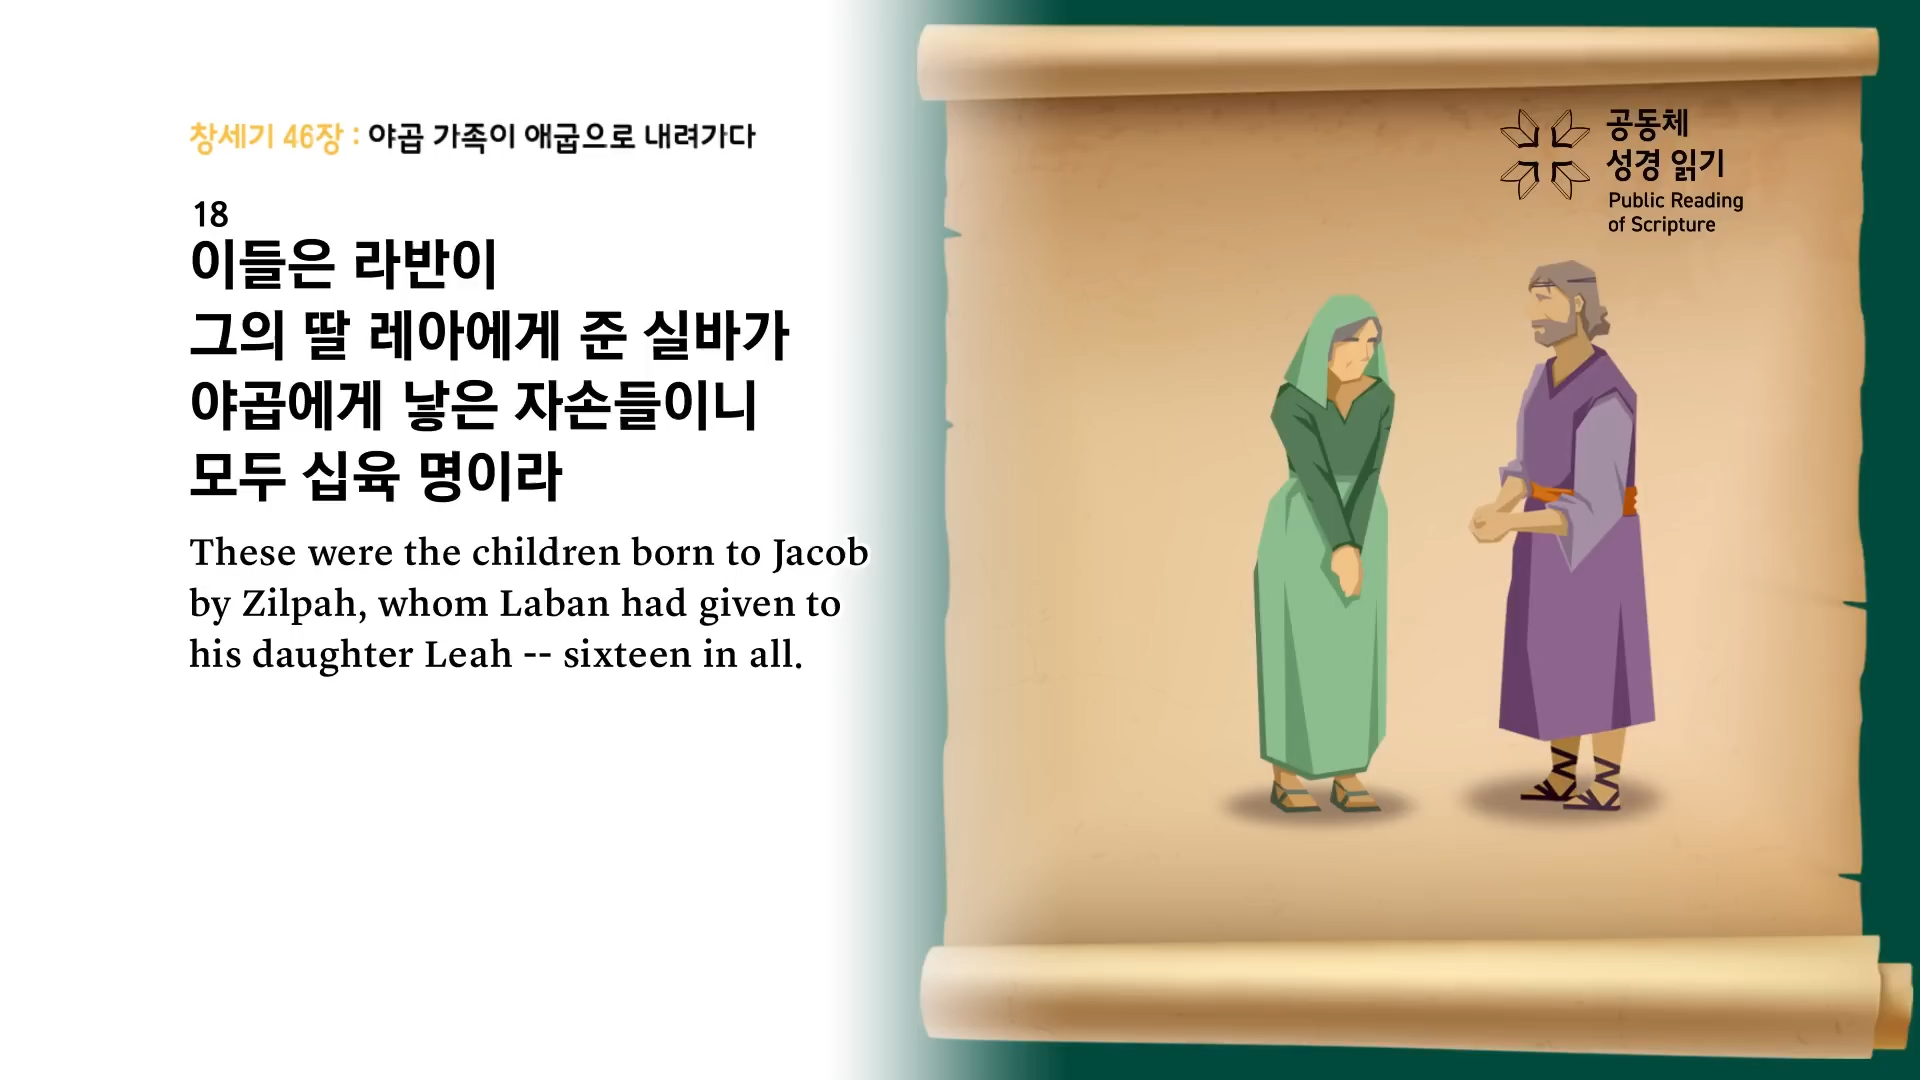 창세기 46장 : 야곱 가족이 애굽으로 내려가다
18
이들은 라반이
그의 딸 레아에게 준 실바가
야곱에게 낳은 자손들이니
모두 십육 명이라
These were the children born to Jacob
by Zilpah, whom Laban had given to
his daughter Leah -- sixteen in all.
공동체
성경 읽기
Public Reading
of Scripture